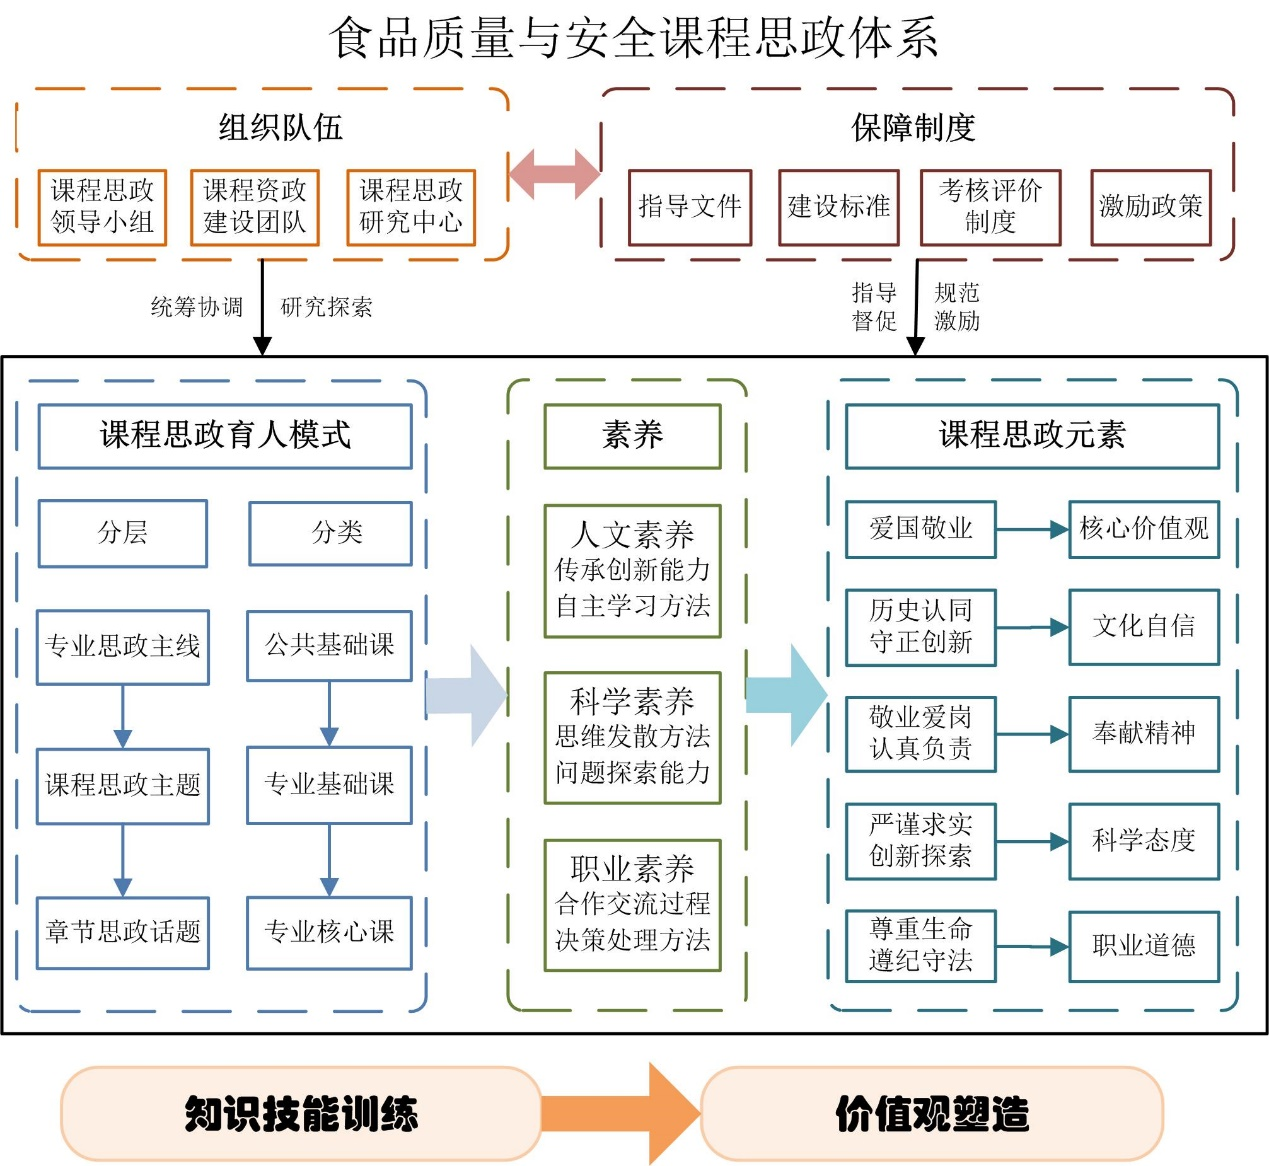 食品质量与安全课程思政体系
组织队伍
课程思政
领导小组
课程资政
建设团队
课程思政
研究中心
保障制度
指导文件
建设标准
考核评价
制度
激励政策
统筹协调
研究探索
指导
督促
规范
激励
课程思政育人模式
分层
分类
专业思政主线
公共基础课
课程思政主题
专业基础课
章节思政话题
专业核心课
素养
人文素养
传承创新能力
自主学习方法
科学素养
思维发散方法
问题探索能力
职业素养
合作交流过程
决策处理方法
课程思政元素
爱国敬业
核心价值观
历史认同
守正创新
文化自信
敬业爱岗
认真负责
奉献精神
严谨求实
创新探索
科学态度
尊重生命
遵纪守法
职业道德
知识技能训练
价值观塑造